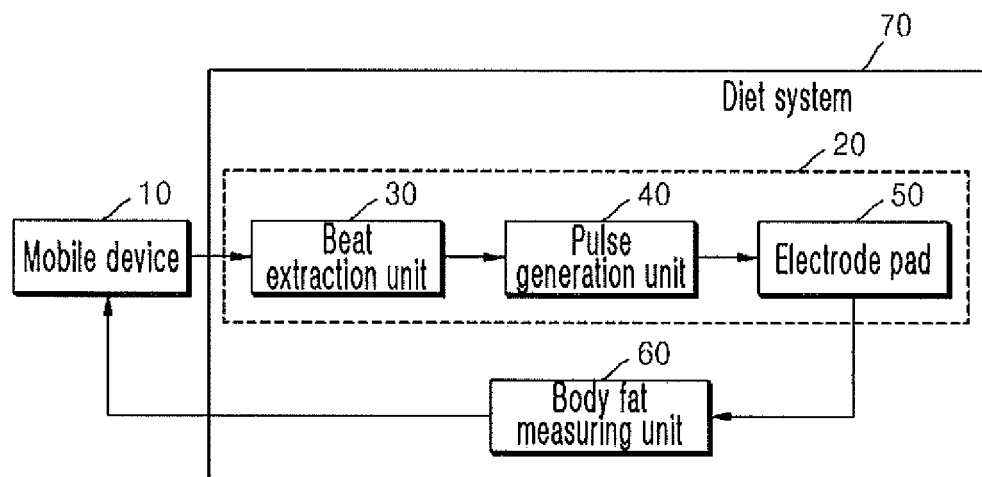 70
Diet system
20
10
30
40
50
Mobile device
Beat
extraction unit
Pulse
generation unit
Electrode pad
60
Body fat
measuring unit